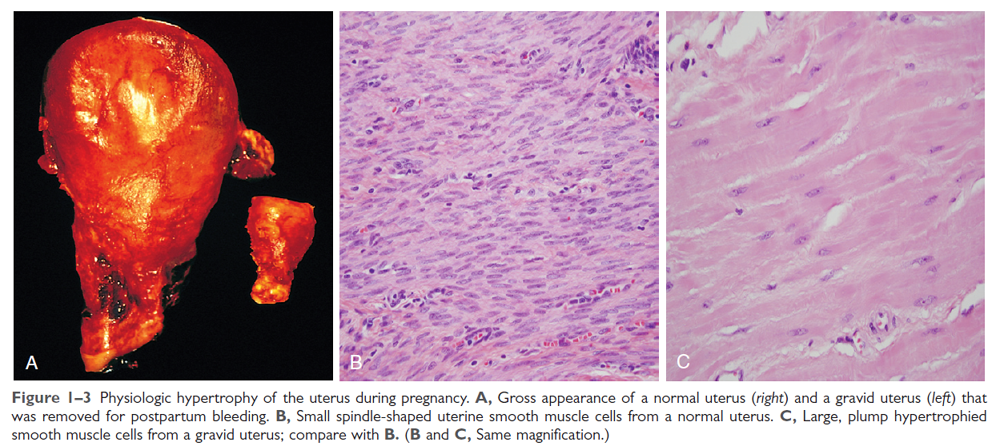 A
B
C
Figure 1–3 Physiologic hypertrophy of the uterus during pregnancy. A, Gross appearance of a normal uterus (right) and a gravid uterus (left) that
was removed for postpartum bleeding. B, Small spindle-shaped uterine smooth muscle cells from a normal uterus. C, Large, plump hypertrophied
smooth muscle cells from a gravid uterus; compare with B. (B and C, Same magnification.)